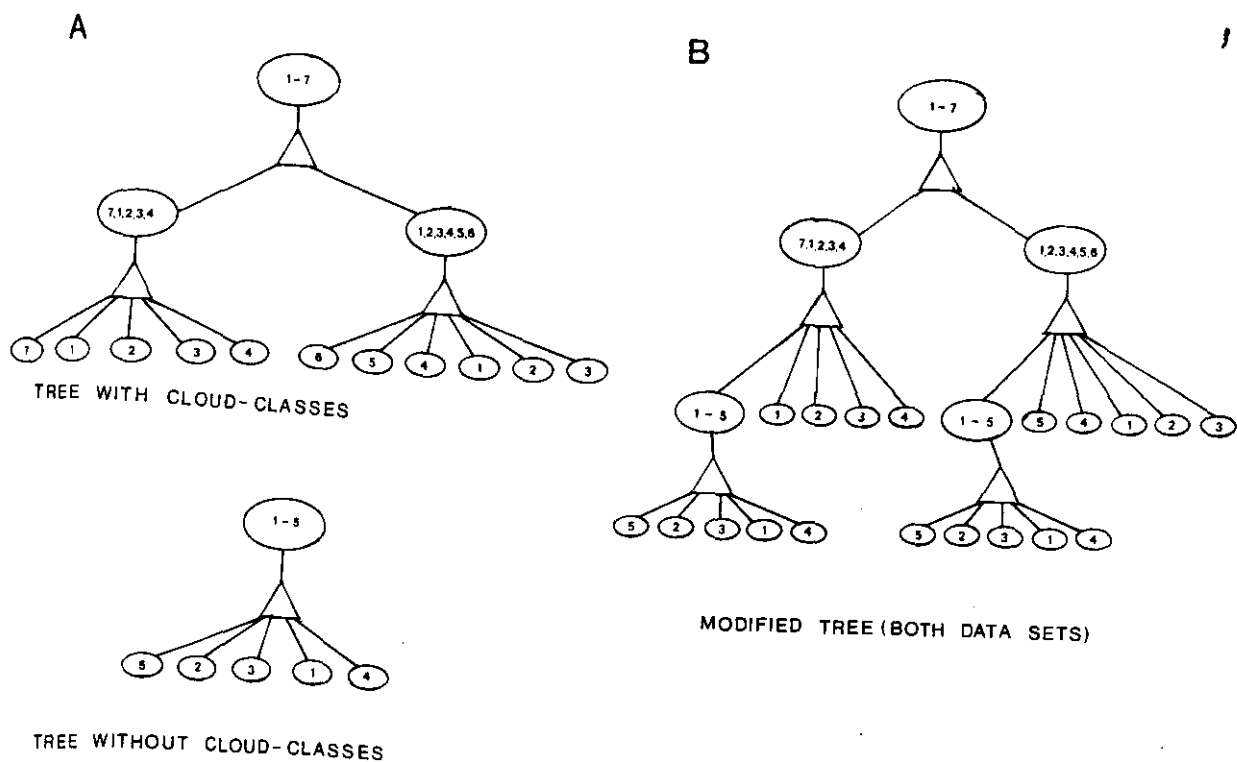 A
1-7
7,1,2,3,4
1,2,3,4,5,6
7 1 2 3 4
6 5 4 1 2 3
TREE WITH CLOUD-CLASSES
1-5
5 2 3 1 4
TREE WITHOUT CLOUD-CLASSES
B
1-7
7,1,2,3,4
1,2,3,4,5,6
1-5 1 2 3 4
1-5 5 4 1 2 3
5 2 3 1 4
5 2 3 1 4
MODIFIED TREE (BOTH DATA SETS)